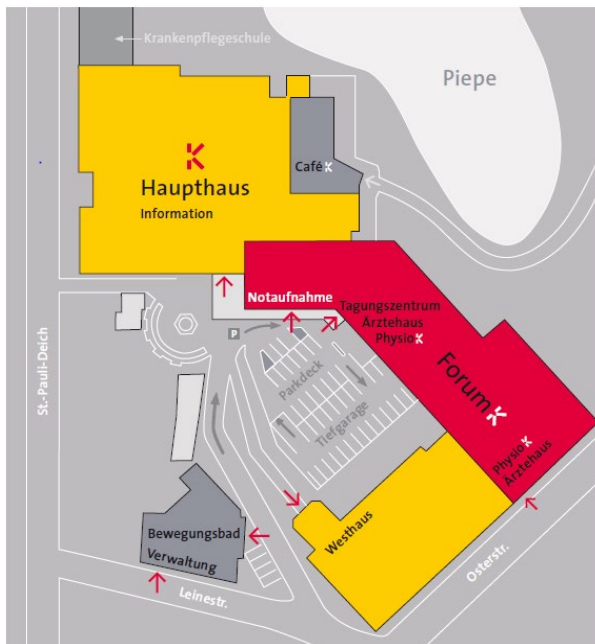 Krankenpflegeschule
Piepe
Café K
K
Haupthaus
Information
Notaufnahme
Tagungszentrum
Ärztehaus
Physio K
P
Parkdeck
Tiefgarage
Forum K
Physio K
Ärztehaus
St.-Pauli-Deich
Westhaus
Bewegungsbad
Verwaltung
Osterstr.
Leinestr.